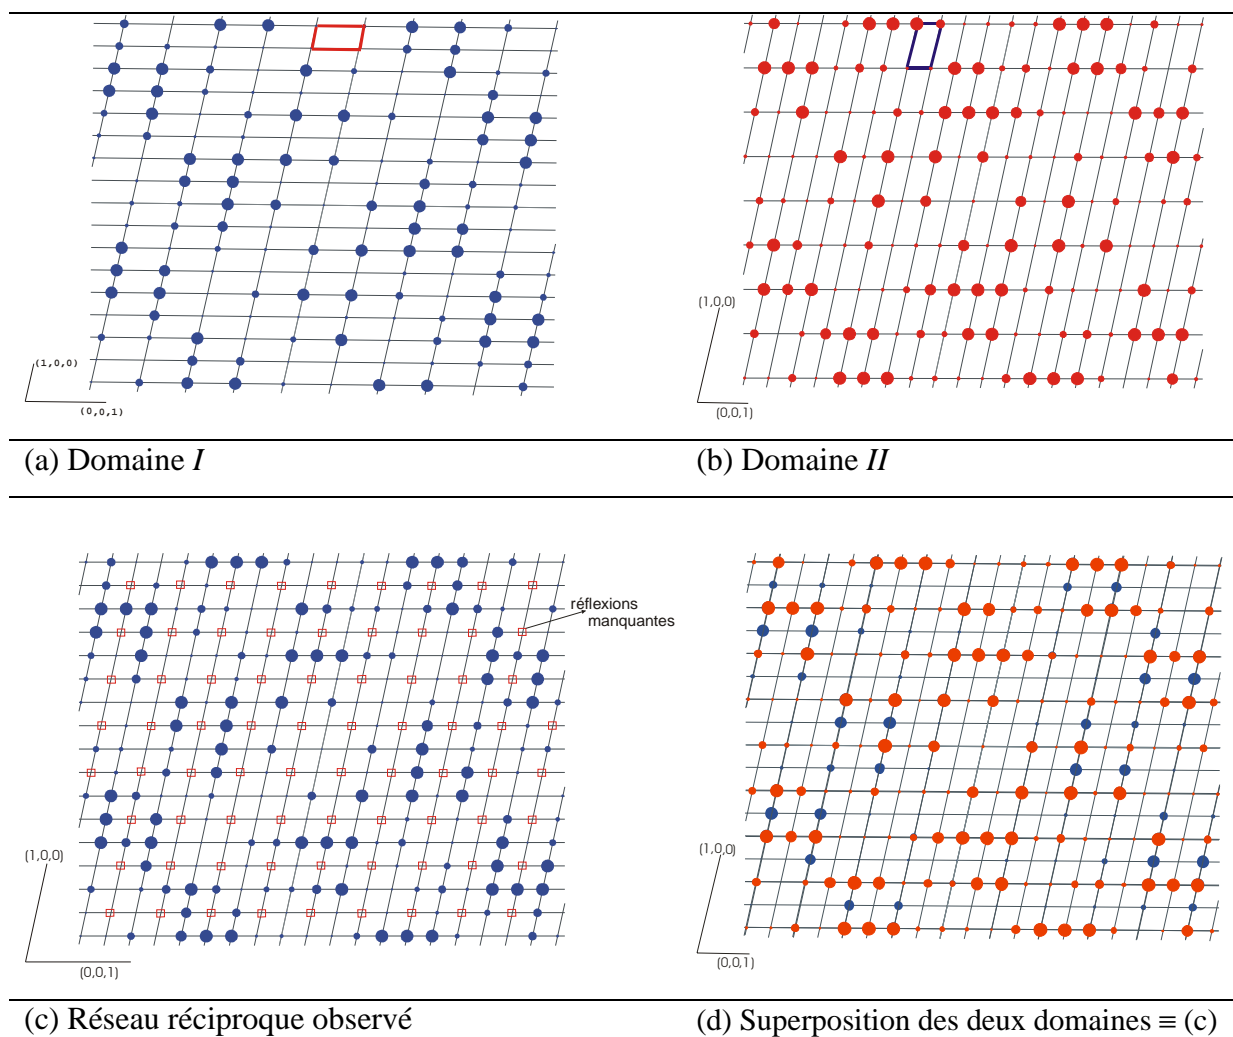 (1,0,0)
(0,0,1)
(1,0,0)
(0,0,1)
(a) Domaine I
(b) Domaine II
réflexions
manquantes
(1,0,0)
(0,0,1)
(1,0,0)
(0,0,1)
(c) Réseau réciproque observé
(d) Superposition des deux domaines ≡ (c)